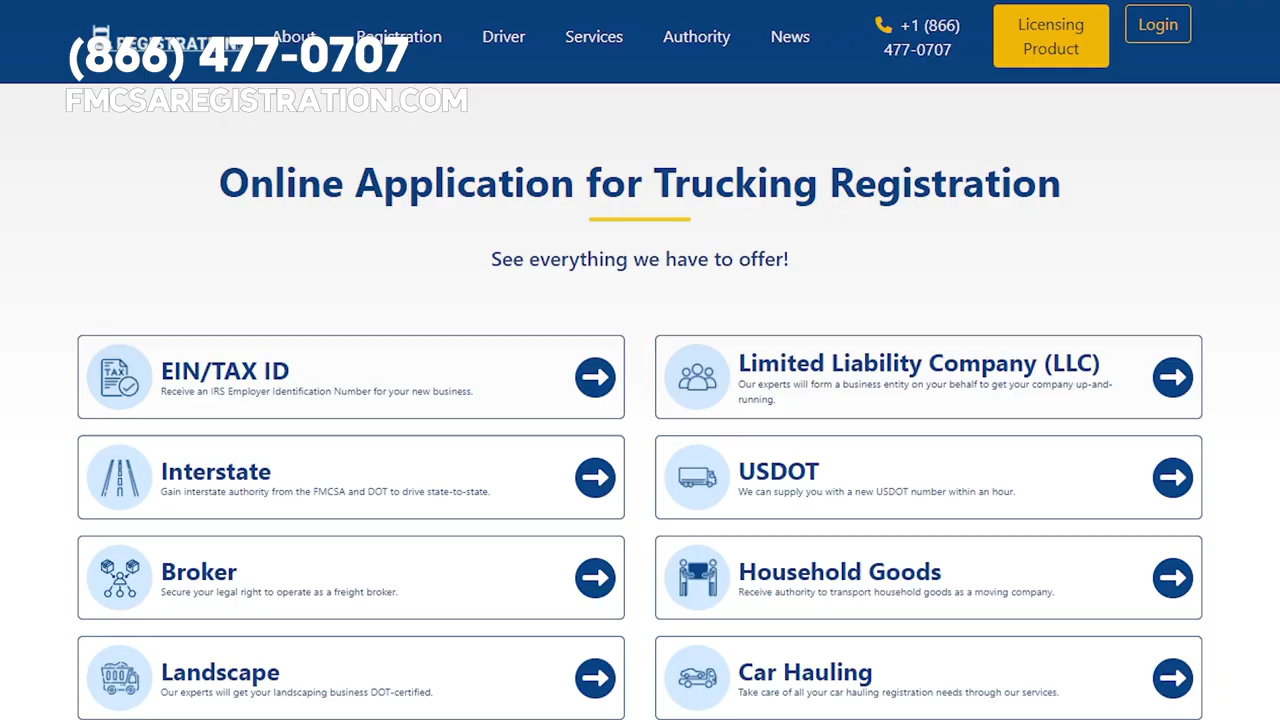 REGISTRATION
About
Registration
Driver
Services
Authority
News
+1 (866)
477-0707
Licensing
Product
Login
(866) 477-0707
FMCSAREGISTRATION.COM
Online Application for Trucking Registration
See everything we have to offer!
TAX
EIN/TAX ID
Receive an IRS Employer Identification Number for your new business.
Limited Liability Company (LLC)
Our experts will form a business entity on your behalf to get your company up-and-
running.
Interstate
Gain interstate authority from the FMCSA and DOT to drive state-to-state.
USDOT
We can supply you with a new USDOT number within an hour.
Broker
Secure your legal right to operate as a freight broker.
Household Goods
Receive authority to transport household goods as a moving company.
Landscape
Our experts will get your landscaping business DOT-certified.
Car Hauling
Take care of all your car hauling registration needs through our services.